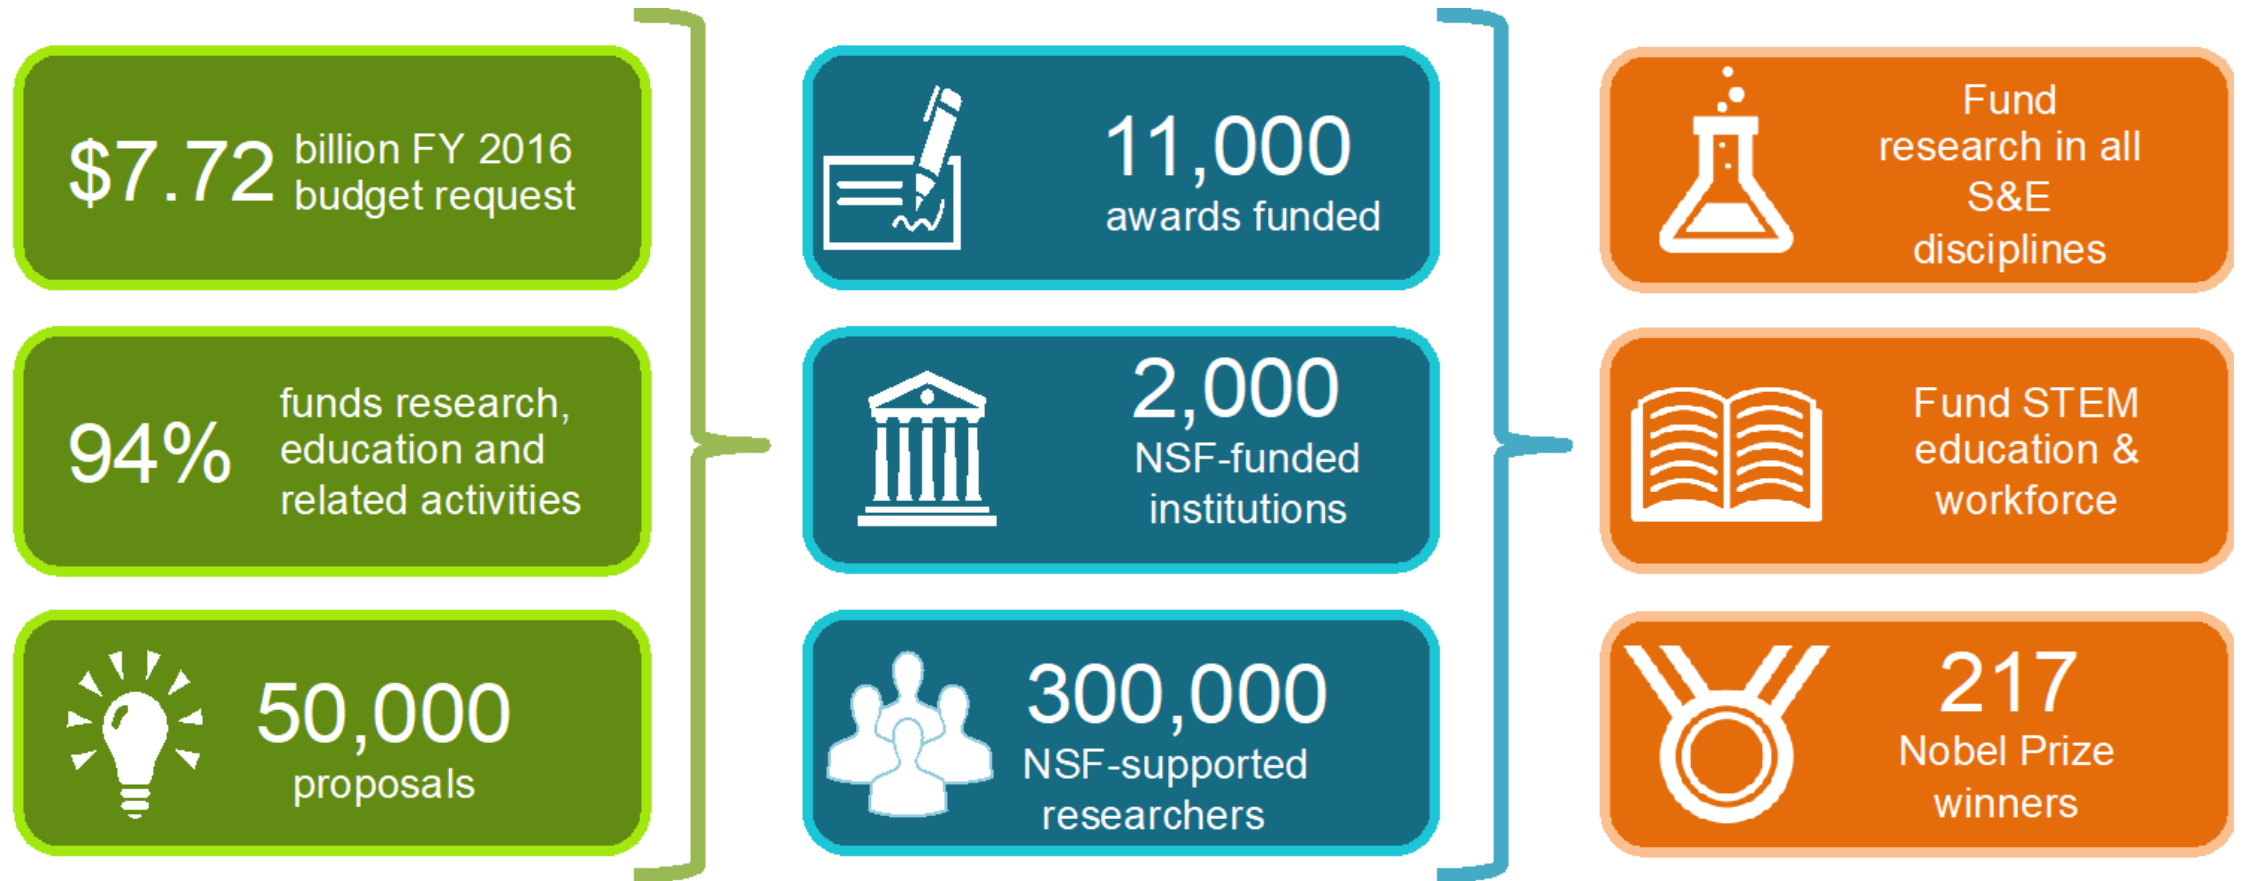 $7.72 billion FY 2016
budget request
94% funds research,
education and
related activities
50,000
proposals
11,000
awards funded
2,000
NSF-funded
institutions
300,000
NSF-supported
researchers
Fund
research in all
S&E
disciplines
Fund STEM
education &
workforce
217
Nobel Prize
winners